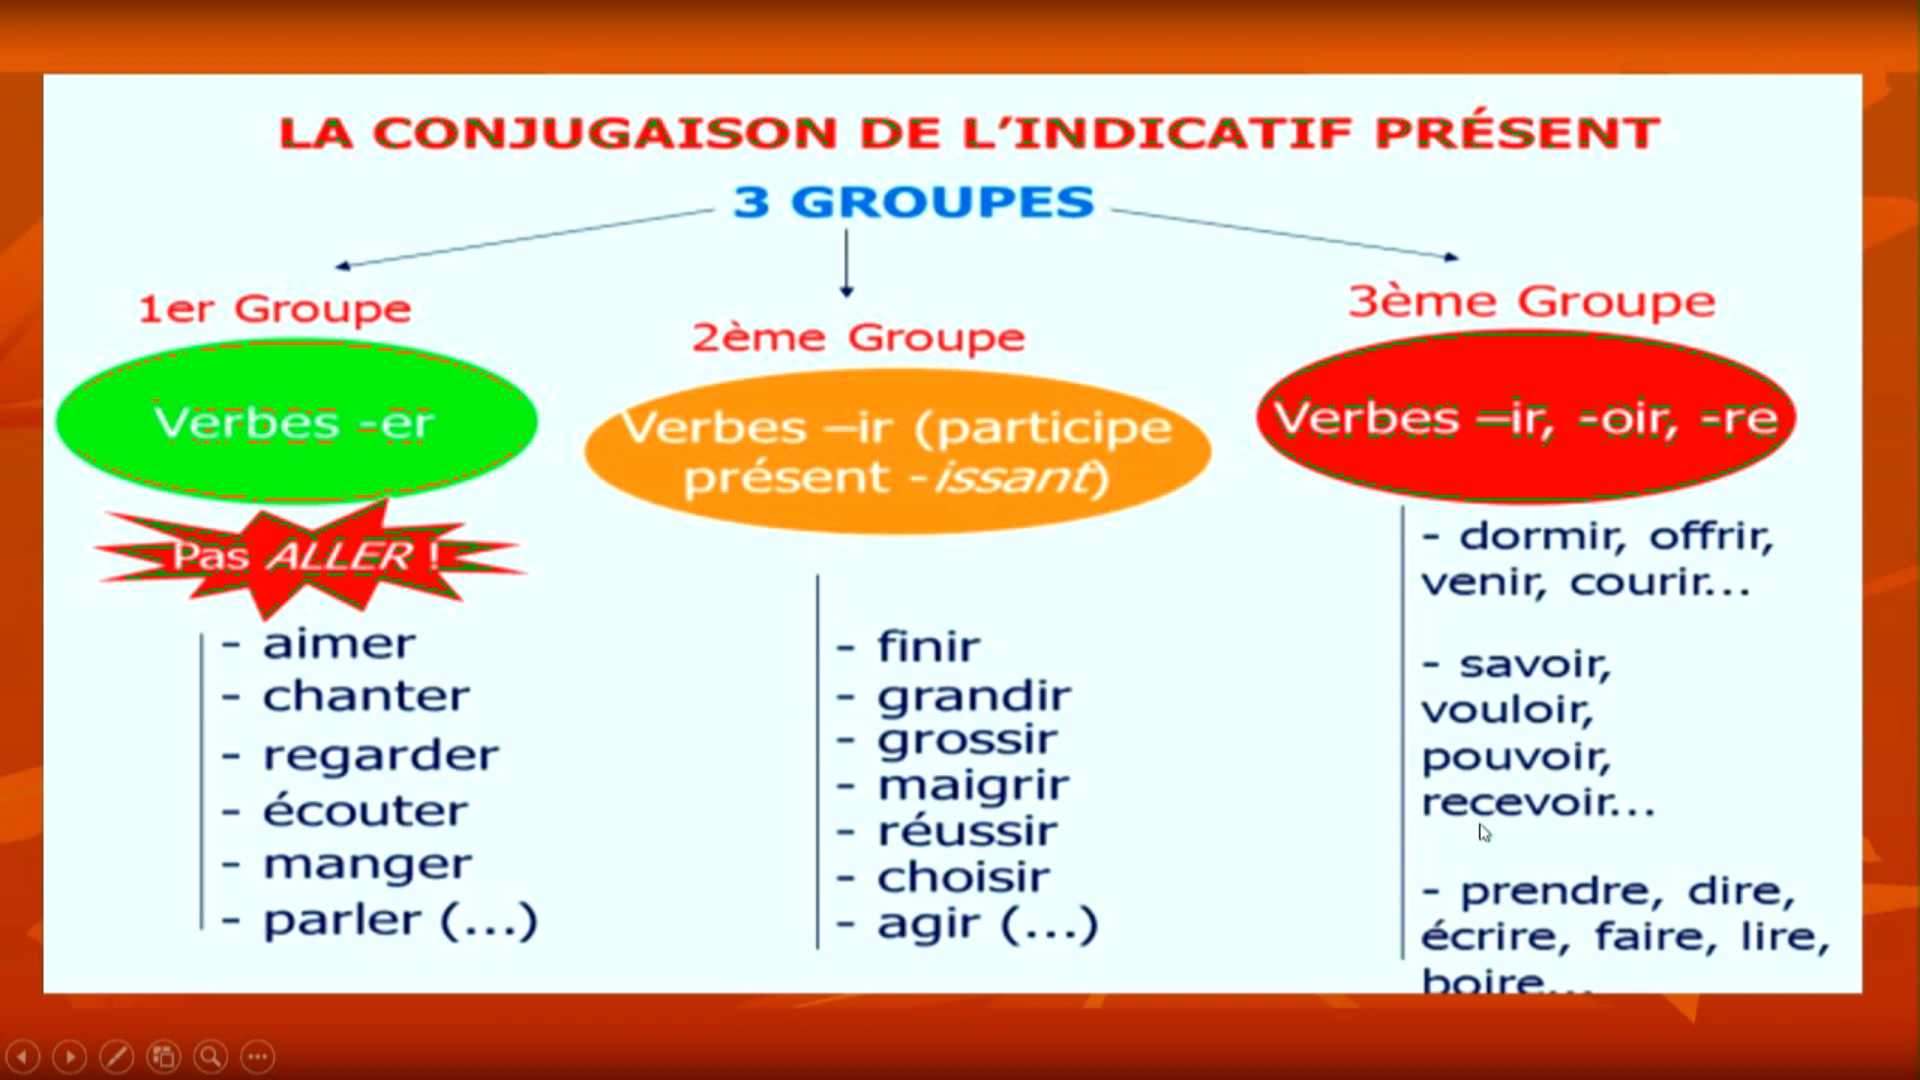 LA CONJUGAISON DE L’INDICATIF PRÉSENT
3 GROUPES
1er Groupe
Verbes -er
Pas ALLER !
- aimer
- chanter
- regarder
- écouter
- manger
- parler (...)
2ème Groupe
Verbes –ir (participe
présent -issant)
- finir
- grandir
- grossir
- maigrir
- réussir
- choisir
- agir (...)
3ème Groupe
Verbes –ir, -oir, -re
- dormir, offrir,
venir, courir...
- savoir,
vouloir,
pouvoir,
recevoir...
- prendre, dire,
écrire, faire, lire,
boire...